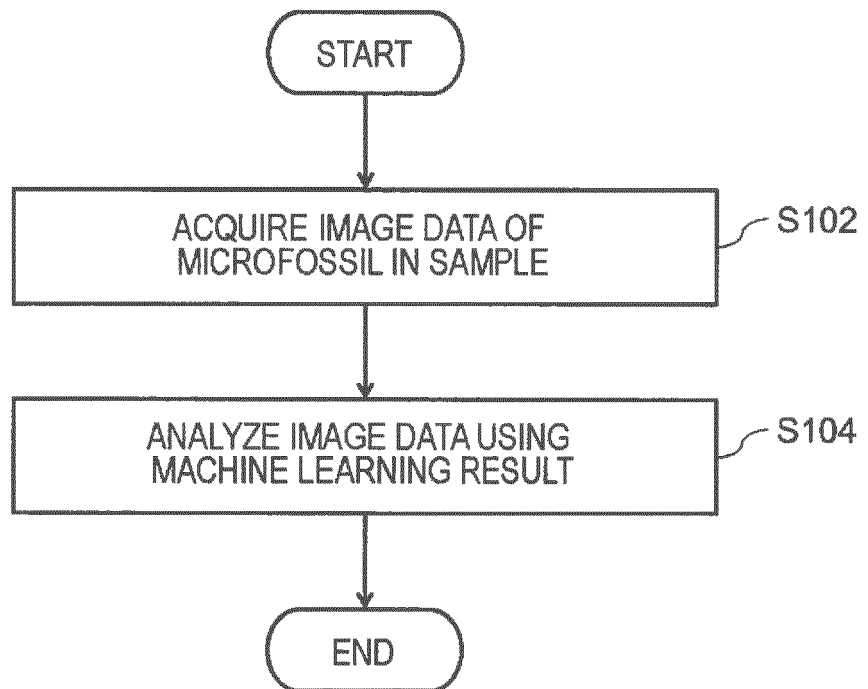 START
ACQUIRE IMAGE DATA OF
MICROFOSSIL IN SAMPLE
S102
ANALYZE IMAGE DATA USING
MACHINE LEARNING RESULT
S104
END